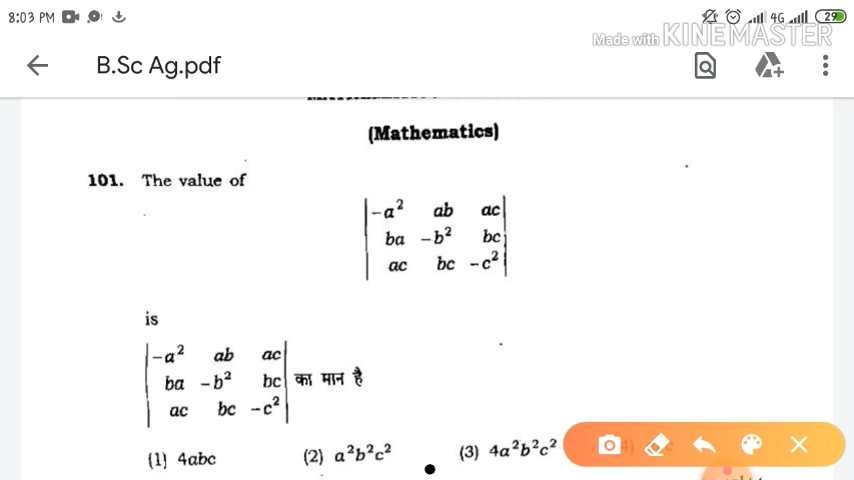 8:03 PM
4G 29
Made with KINEMASTER
B.Sc Ag.pdf
(Mathematics)
101. The value of
-a² ab ac
ba -b² bc
ac bc -c²
is
-a² ab ac
ba -b² bc का मान है
ac bc -c²
(1) 4abc (2) a²b²c² (3) 4a²b²c²